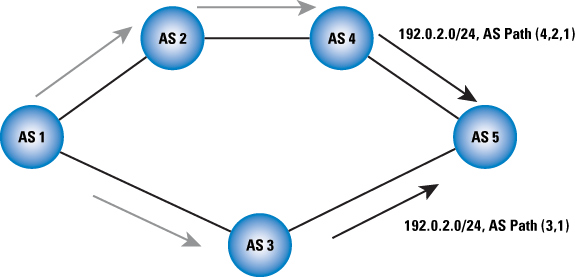 AS 2
AS 4
192.0.2.0/24, AS Path (4,2,1)
AS 1
AS 5
AS 3
192.0.2.0/24, AS Path (3,1)